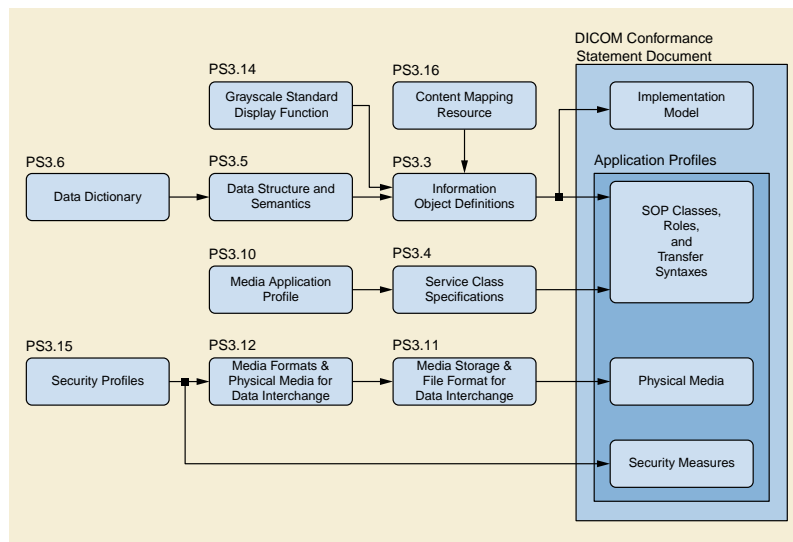 DICOM Conformance
Statement Document
PS3.14
Grayscale Standard
Display Function
PS3.16
Content Mapping
Resource
Implementation
Model
PS3.6
Data Dictionary
PS3.5
Data Structure and
Semantics
PS3.3
Information
Object Definitions
Application Profiles
SOP Classes,
Roles,
and
Transfer
Syntaxes
PS3.10
Media Application
Profile
PS3.4
Service Class
Specifications
PS3.15
Security Profiles
PS3.12
Media Formats &
Physical Media for
Data Interchange
PS3.11
Media Storage &
File Format for
Data Interchange
Physical Media
Security Measures